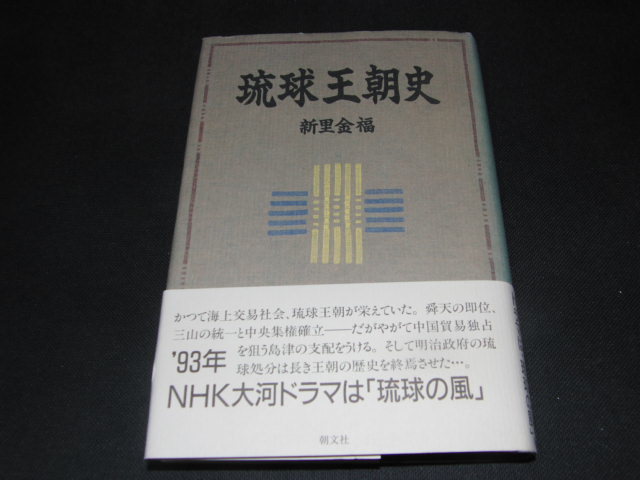 琉球王朝史
新里金福
かつて海上交易社会、琉球王朝が栄えていた。舜天の即位、
三山の統一と中央集権確立──だがやがて中国貿易独占
を狙う島津の支配をうける。そして明治政府の琉
球処分は長き王朝の歴史を終焉させた…。
'93年
NHK大河ドラマは「琉球の風」
朝文社